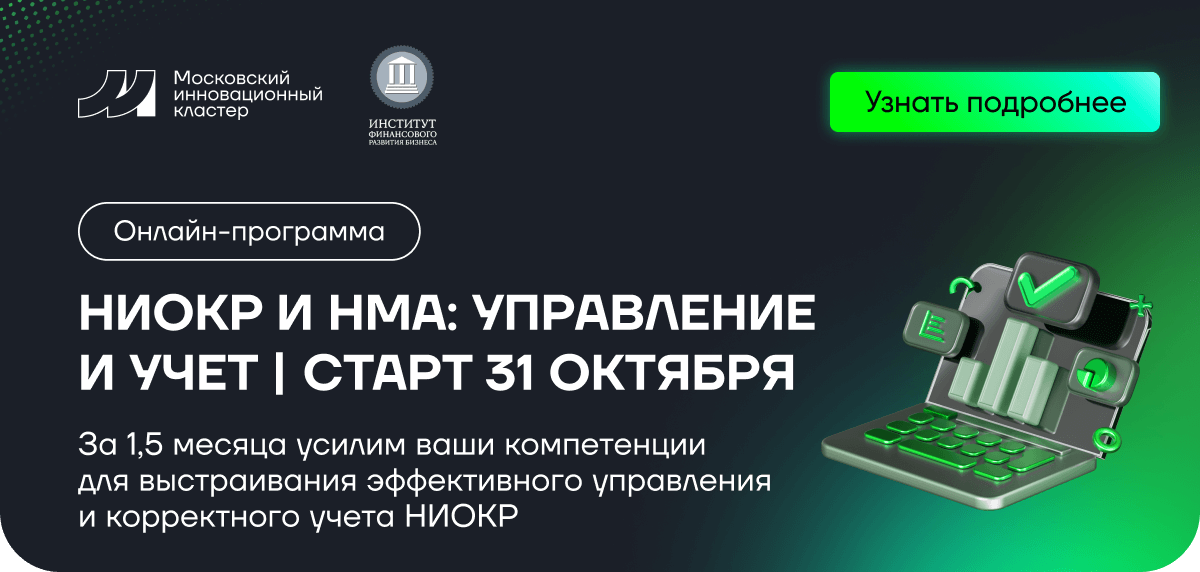 Московский
инновационный
кластер
ИНСТИТУТ
ФИНАНСОВОГО
РАЗВИТИЯ БИЗНЕСА
Узнать подробнее
Онлайн-программа
НИОКР И НМА: УПРАВЛЕНИЕ
И УЧЕТ | СТАРТ 31 ОКТЯБРЯ
За 1,5 месяца усилим ваши компетенции
для выстраивания эффективного управления
и корректного учета НИОКР